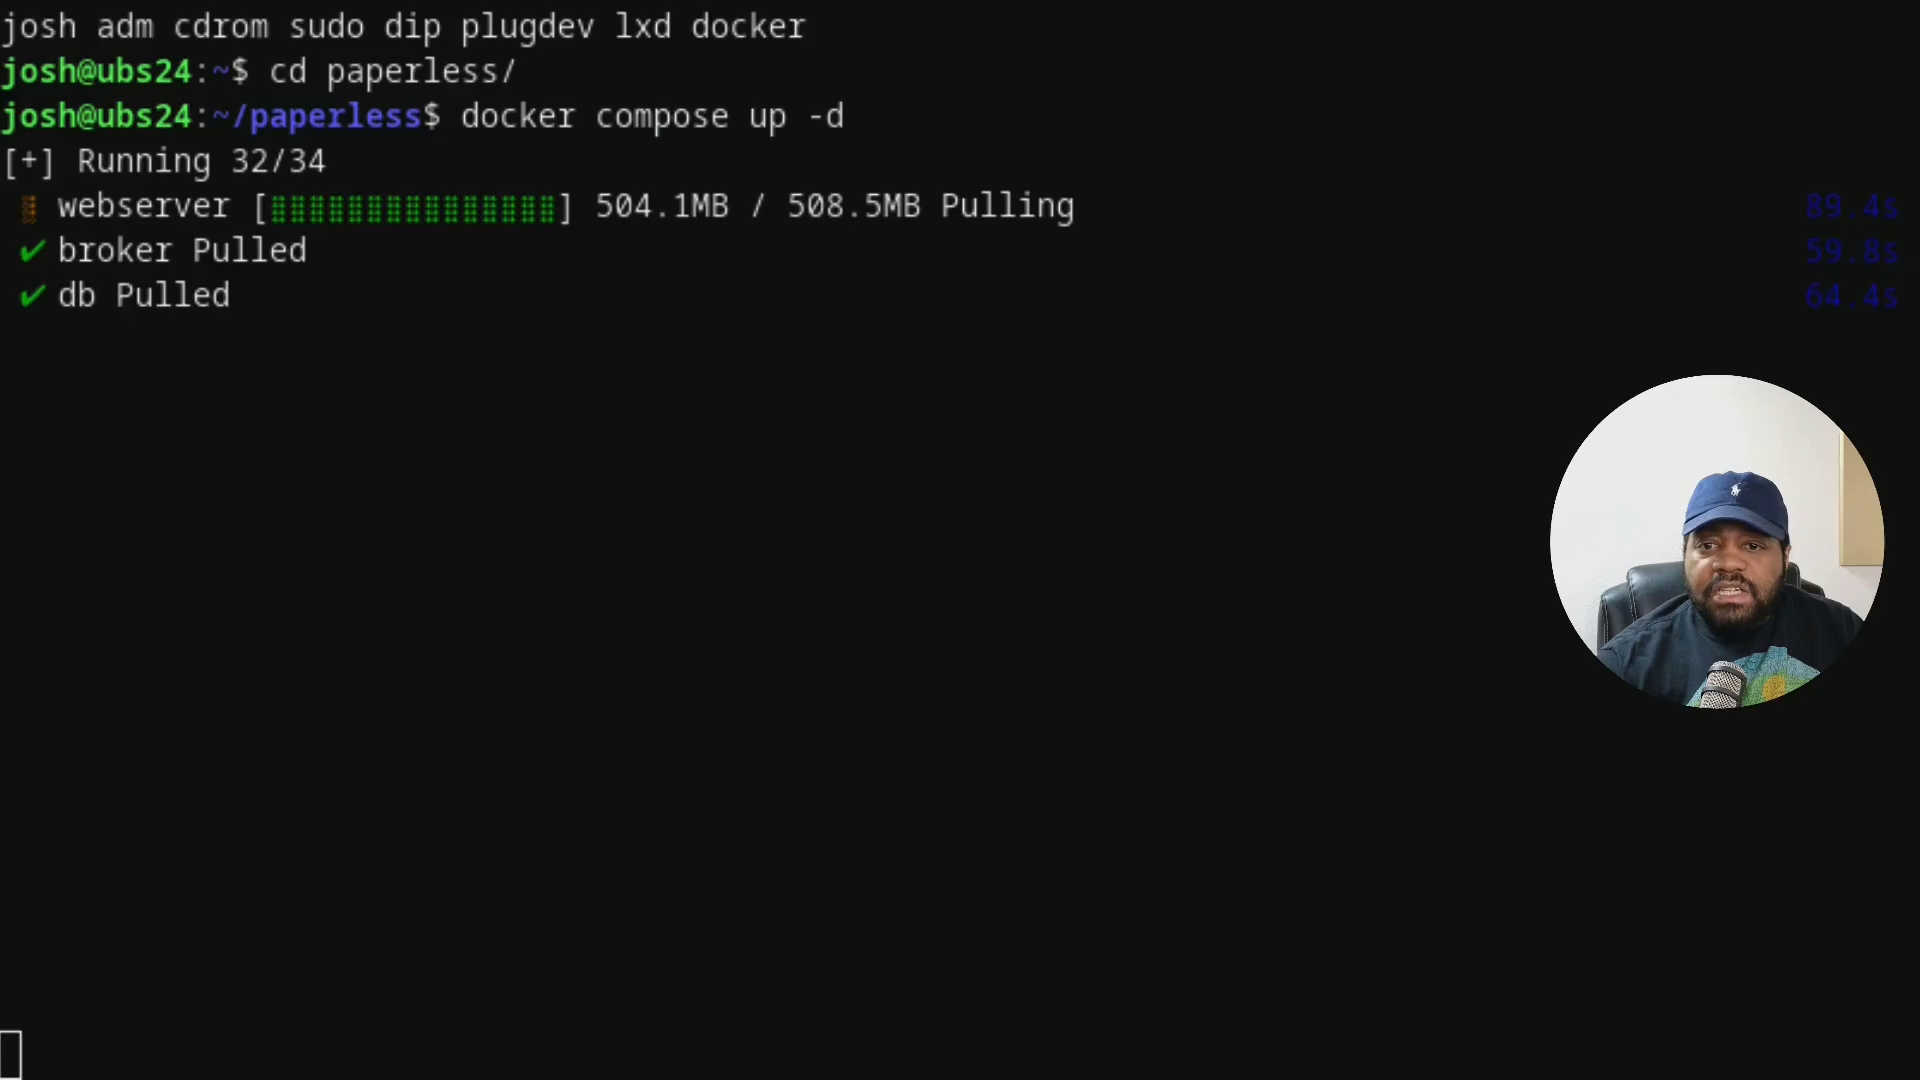 josh adm cdrom sudo dip plugdev lxd docker
josh@ubs24:~$ cd paperless/
josh@ubs24:~/paperless$ docker compose up -d
[+] Running 32/34
webserver [⣿⣿⣿⣿⣿⣿⣿⣿⣿⣿⣿⣿⣿⣿⣿] 504.1MB / 508.5MB Pulling 89.4s
✔ broker Pulled 59.8s
✔ db Pulled 64.4s